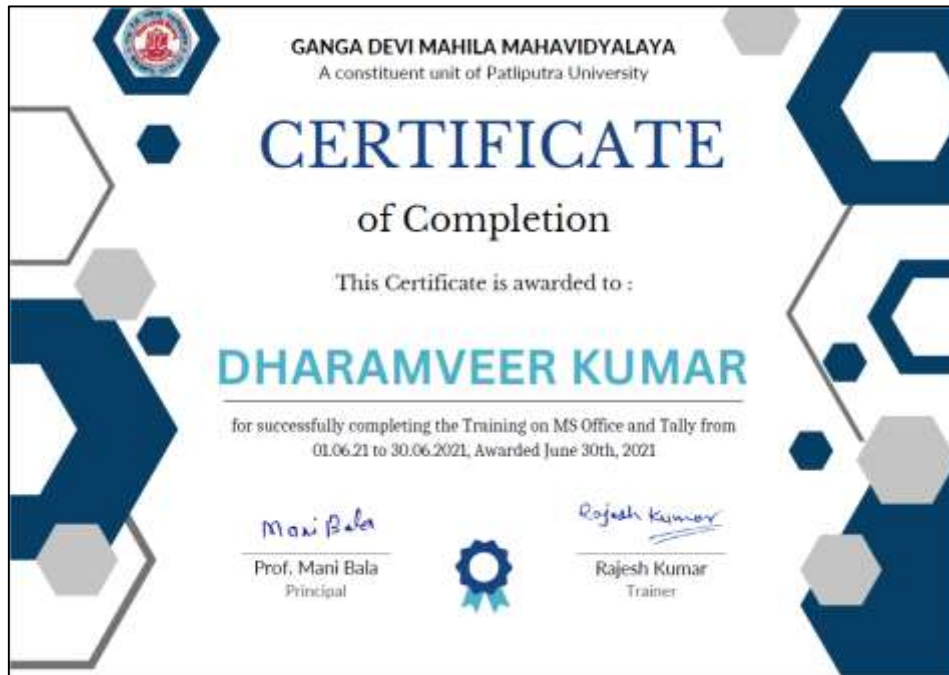 GANGA DEVI MAHILA MAHAVIDYALAYA
A constituent unit of Patliputra University
CERTIFICATE
of Completion
This Certificate is awarded to :
DHARAMVEER KUMAR
for successfully completing the Training on MS Office and Tally from
01.06.21 to 30.06.2021, Awarded June 30th, 2021
Mani Bala
Rajesh Kumar
Prof. Mani Bala
Rajesh Kumar
Principal
Trainer